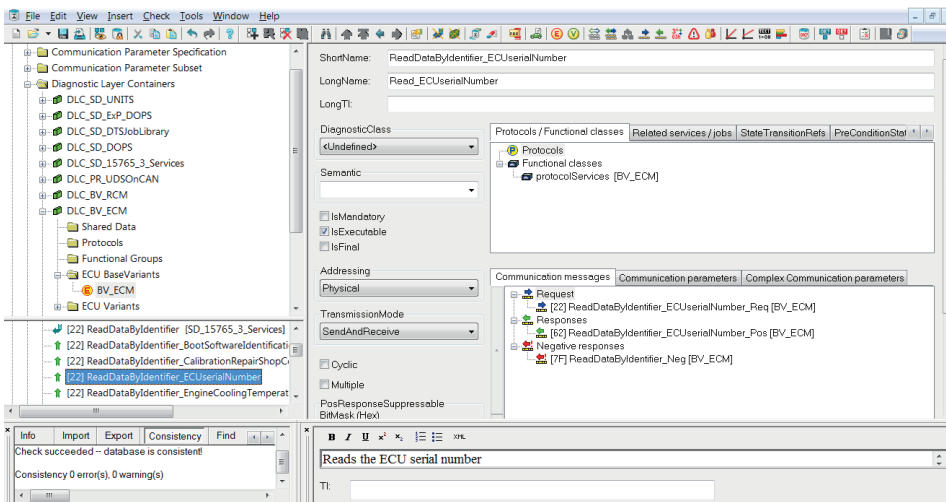 File Edit View Insert Check Tools Window Help
Communication Parameter Specification
Communication Parameter Subset
Diagnostic Layer Containers
DLC_SD_UNITS
DLC_SD_ExP_DOPS
DLC_SD_DTSJobLibrary
DLC_SD_DOPS
DLC_SD_15765_3_Services
DLC_PR_UDSOnCAN
DLC_BV_RCM
DLC_BV_ECM
Shared Data
Protocols
Functional Groups
ECU BaseVariants
BV_ECM
ECU Variants
[22] ReadDataByIdentifier [SD_15765_3_Services]
[22] ReadDataByIdentifier_BootSoftwareIdentificati
[22] ReadDataByIdentifier_CalibrationRepairShopC
[22] ReadDataByIdentifier_ECUserialNumber
[22] ReadDataByIdentifier_EngineCoolingTemperat
ShortName: ReadDataByIdentifier_ECUserialNumber
LongName: Read_ECUserialNumber
LongTI:
DiagnosticClass
<Undefined>
Semantic
IsMandatory
IsExecutable
IsFinal
Addressing
Physical
TransmissionMode
SendAndReceive
Cyclic
Multiple
PosResponseSuppressable
BitMask (Hex)
Protocols / Functional classes Related services / jobs StateTransitionRefs PreConditionStat
Protocols
Functional classes
protocolServices [BV_ECM]
Communication messages Communication parameters Complex Communication parameters
Request
[22] ReadDataByIdentifier_ECUserialNumber_Req [BV_ECM]
Responses
[62] ReadDataByIdentifier_ECUserialNumber_Pos [BV_ECM]
Negative responses
[7F] ReadDataByIdentifier_Neg [BV_ECM]
Info Import Export Consistency Find
Check succeeded -- database is consistent!
Consistency 0 error(s), 0 warning(s)
B I U x² x₂ XML
Reads the ECU serial number
TI: